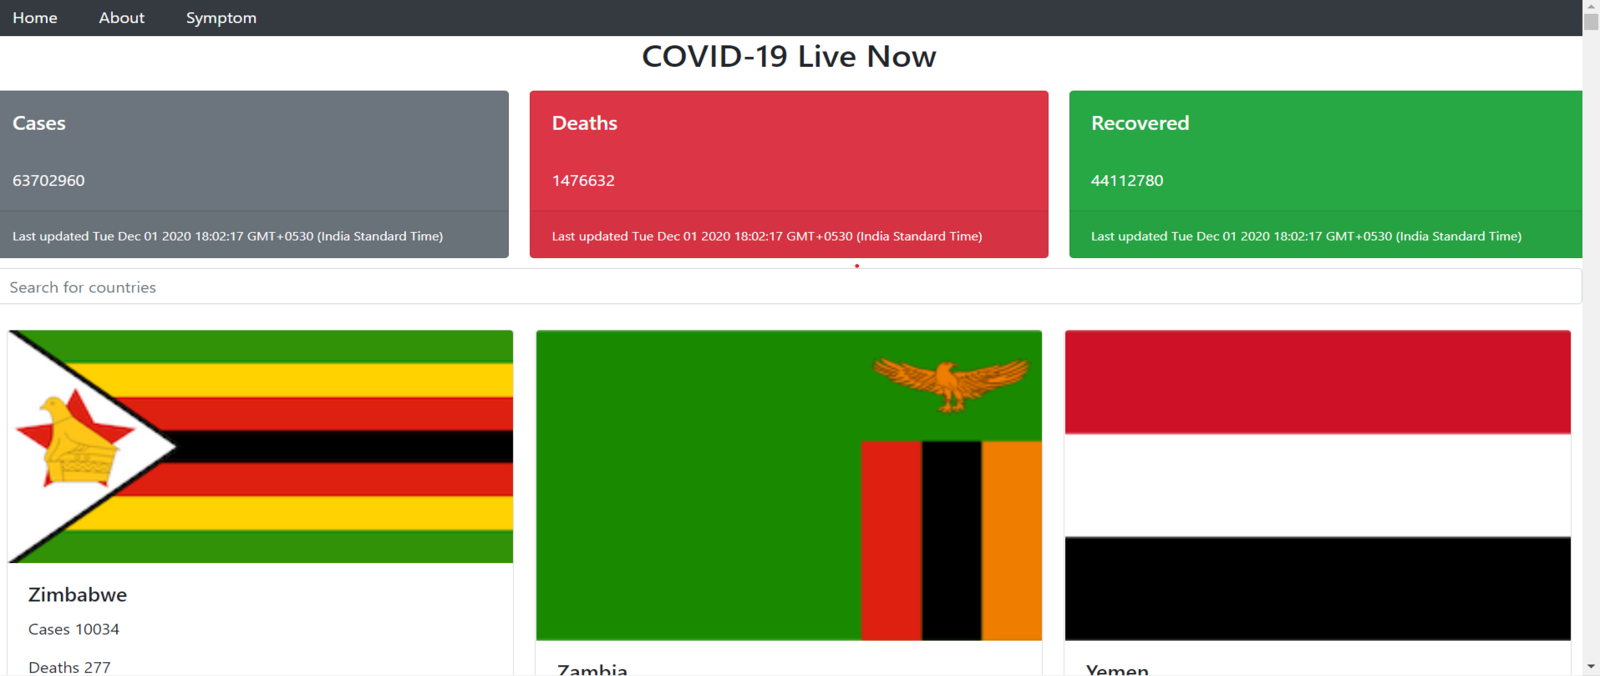 Home About Symptom
COVID-19 Live Now
Cases
63702960
Last updated Tue Dec 01 2020 18:02:17 GMT+0530 (India Standard Time)
Deaths
1476632
Last updated Tue Dec 01 2020 18:02:17 GMT+0530 (India Standard Time)
Recovered
44112780
Last updated Tue Dec 01 2020 18:02:17 GMT+0530 (India Standard Time)
Search for countries
Zimbabwe
Cases 10034
Deaths 277
Zambia
Yemen